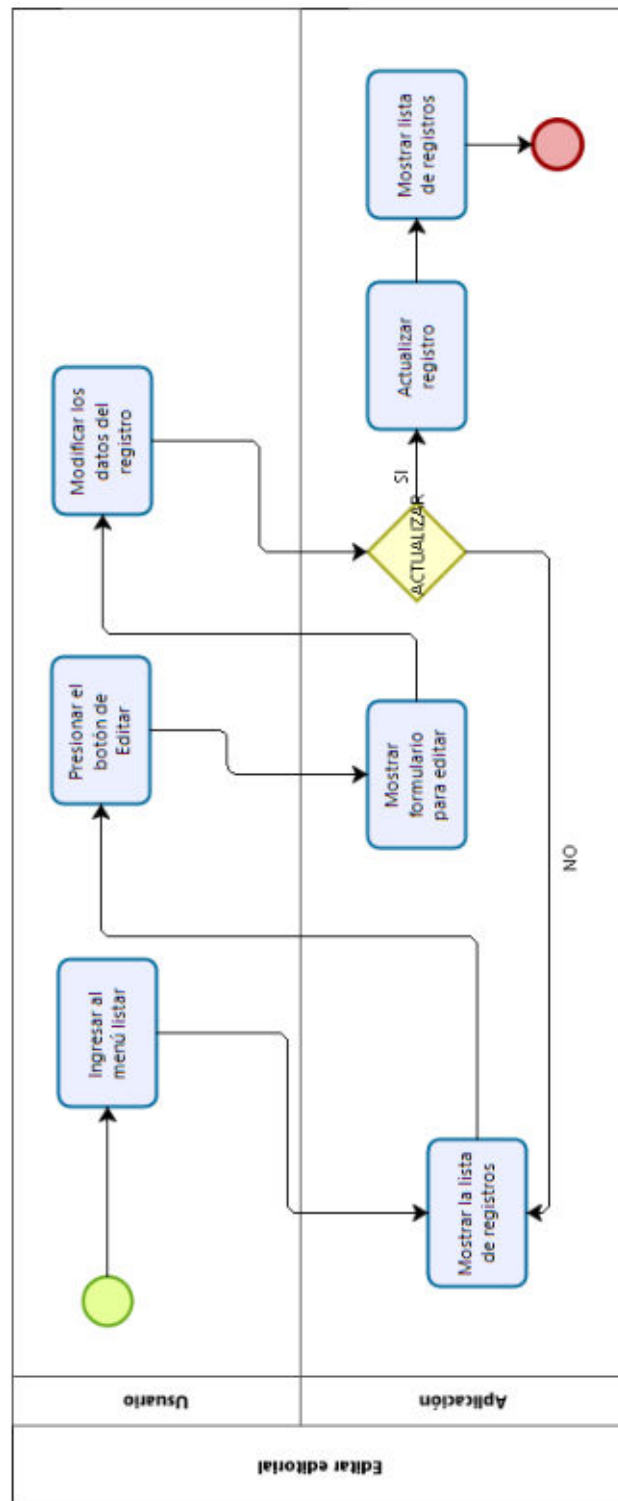 Editar editorial
Usuario
Ingresar al
menú listar
Presionar el
botón de
Editar
Modificar los
datos del
registro
Aplicación
Mostrar la lista
de registros
Mostrar
formulario
para editar
ACTUALIZAR
SI
NO
Actualizar
registro
Mostrar lista
de registros